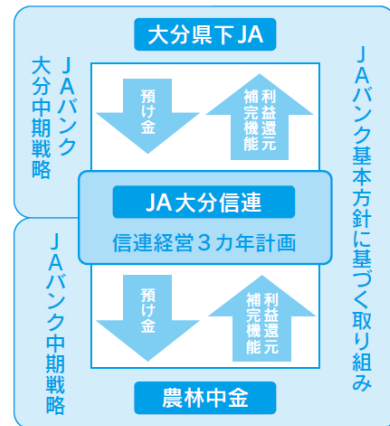 大分県下JA
JAバンク
大分中期戦略
預け金
利益還元
補完機能
JAバンク基本方針に基づく取り組み
JA大分信連
信連経営3カ年計画
JAバンク中期戦略
預け金
利益還元
補完機能
農林中金